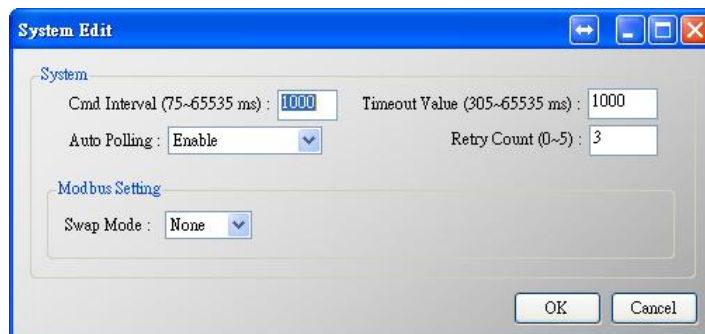 System Edit
System
Cmd Interval (75~65535 ms) : 1000 Timeout Value (305~65535 ms) : 1000
Auto Polling : Enable Retry Count (0~5) : 3
Modbus Setting
Swap Mode : None
OK Cancel